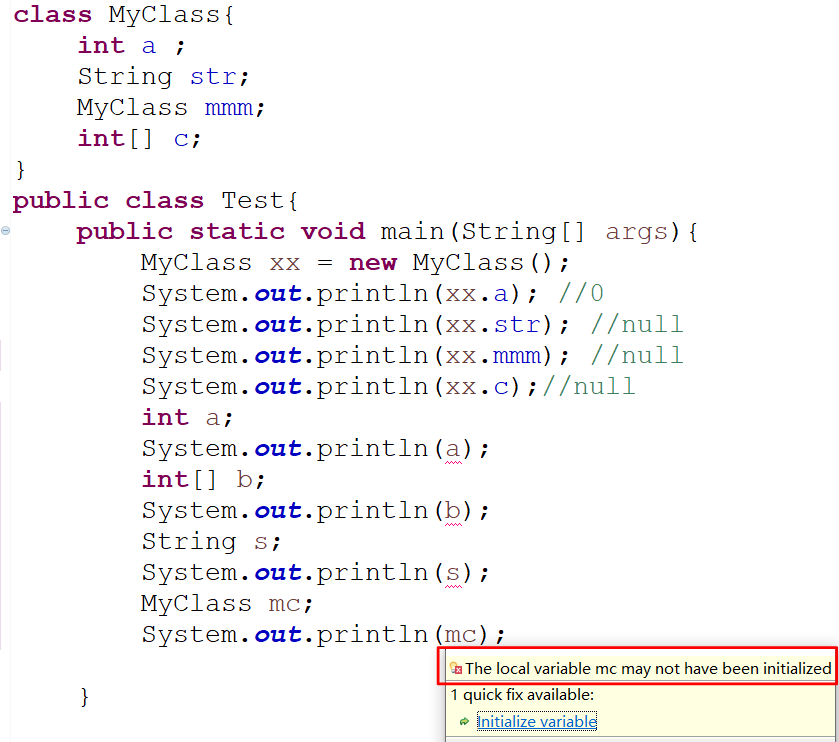 class MyClass{
int a ;
String str;
MyClass mmm;
int[] c;
}
public class Test{
public static void main(String[] args){
MyClass xx = new MyClass();
System.out.println(xx.a); //0
System.out.println(xx.str); //null
System.out.println(xx.mmm); //null
System.out.println(xx.c);//null
int a;
System.out.println(a);
int[] b;
System.out.println(b);
String s;
System.out.println(s);
MyClass mc;
System.out.println(mc);
The local variable mc may not have been initialized
}
1 quick fix available:
Initialize variable